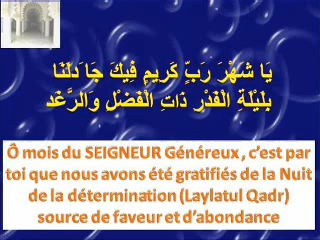 يَا شَهْرَ رَبٍّ كَرِيمٍ فِيكَ جَا دَلَنَا
بِلَيْلَةِ الْقَدْرِ ذَاتِ الْفَضْلِ وَالرَّغَدِ
Ô mois du SEIGNEUR Généreux , c’est par
toi que nous avons été gratifiés de la Nuit
de la détermination (Laylatul Qadr)
source de faveur et d’abondance